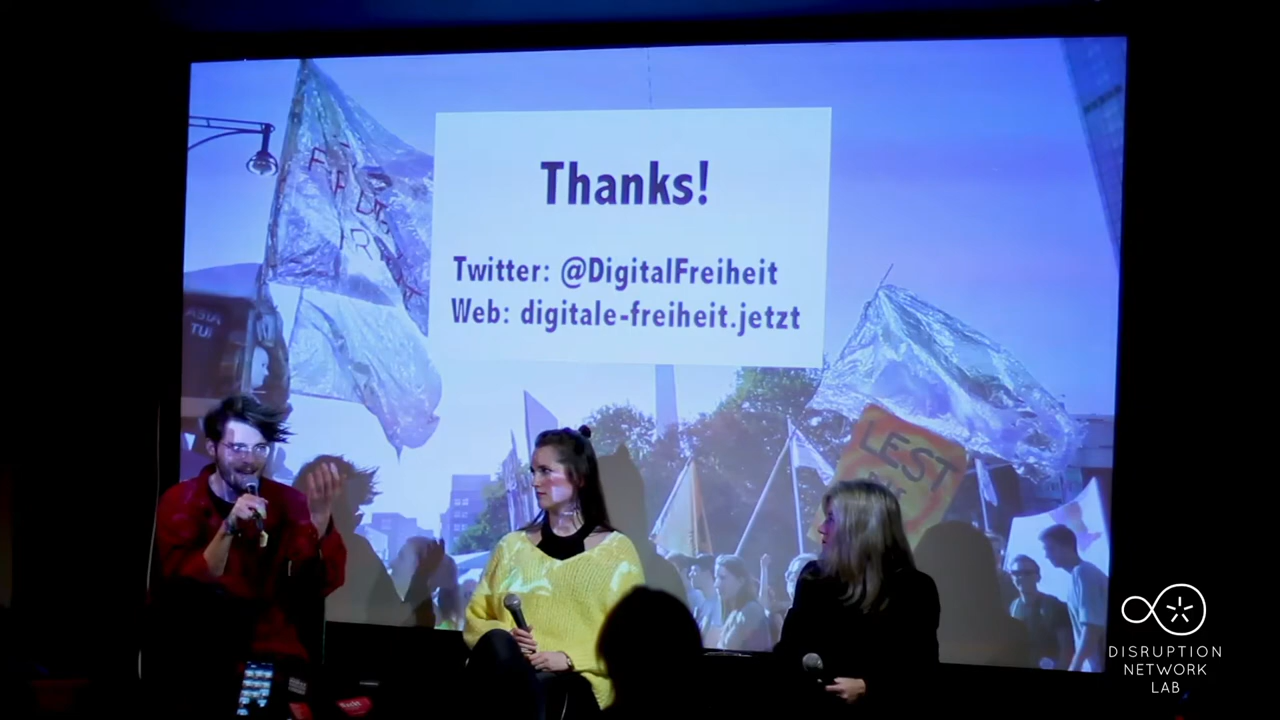 Thanks!
Twitter: @DigitalFreiheit
Web: digitale-freiheit.jetzt
LEST
DISRUPTION
NETWORK
LAB